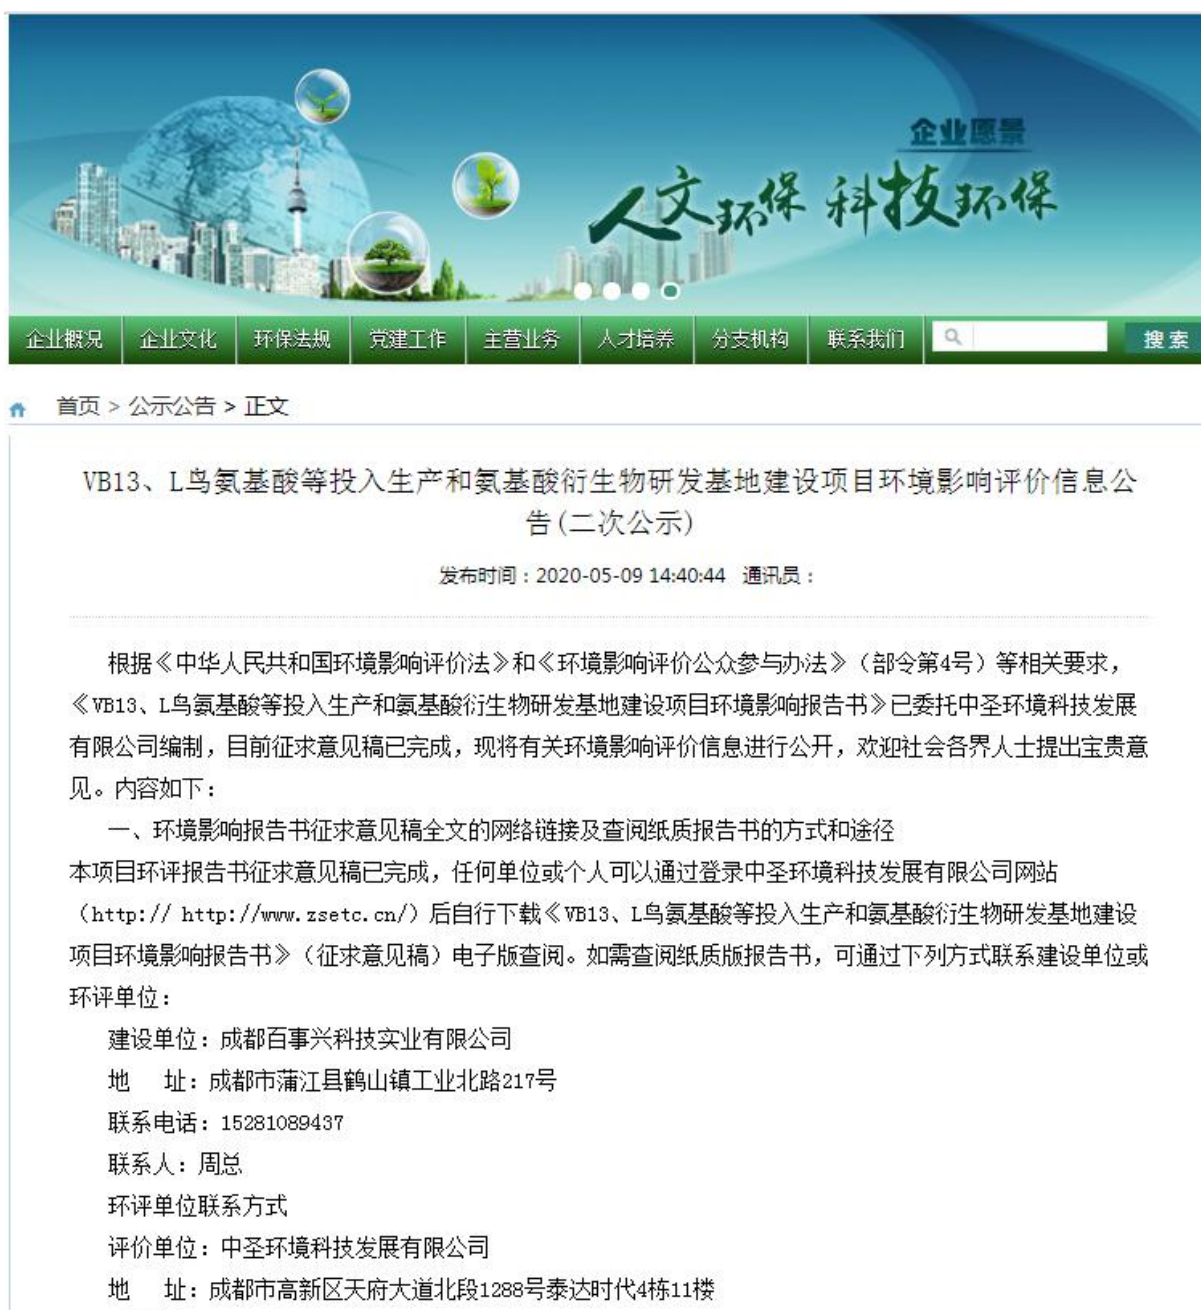 企业愿景
人文环保 科技环保
企业概况 企业文化 环保法规 党建工作 主营业务 人才培养 分支机构 联系我们 搜索
首页 > 公示公告 > 正文
VB13、L鸟氨基酸等投入生产和氨基酸衍生物研发基地建设项目环境影响评价信息公
告(二次公示)
发布时间：2020-05-09 14:40:44 通讯员：
根据《中华人民共和国环境影响评价法》和《环境影响评价公众参与办法》（部令第4号）等相关要求，
《VB13、L鸟氨基酸等投入生产和氨基酸衍生物研发基地建设项目环境影响报告书》已委托中圣环境科技发展
有限公司编制，目前征求意见稿已完成，现将有关环境影响评价信息进行公开，欢迎社会各界人士提出宝贵意
见。内容如下：
一、环境影响报告书征求意见稿全文的网络链接及查阅纸质报告书的方式和途径
本项目环评报告书征求意见稿已完成，任何单位或个人可以通过登录中圣环境科技发展有限公司网站
（http:// http://www.zsetc.cn/）后自行下载《VB13、L鸟氨基酸等投入生产和氨基酸衍生物研发基地建设
项目环境影响报告书》（征求意见稿）电子版查阅。如需查阅纸质版报告书，可通过下列方式联系建设单位或
环评单位：
建设单位：成都百事兴科技实业有限公司
地 址：成都市蒲江县鹤山镇工业北路217号
联系电话：15281089437
联系人：周总
环评单位联系方式
评价单位：中圣环境科技发展有限公司
地 址：成都市高新区天府大道北段1288号泰达时代4栋11楼